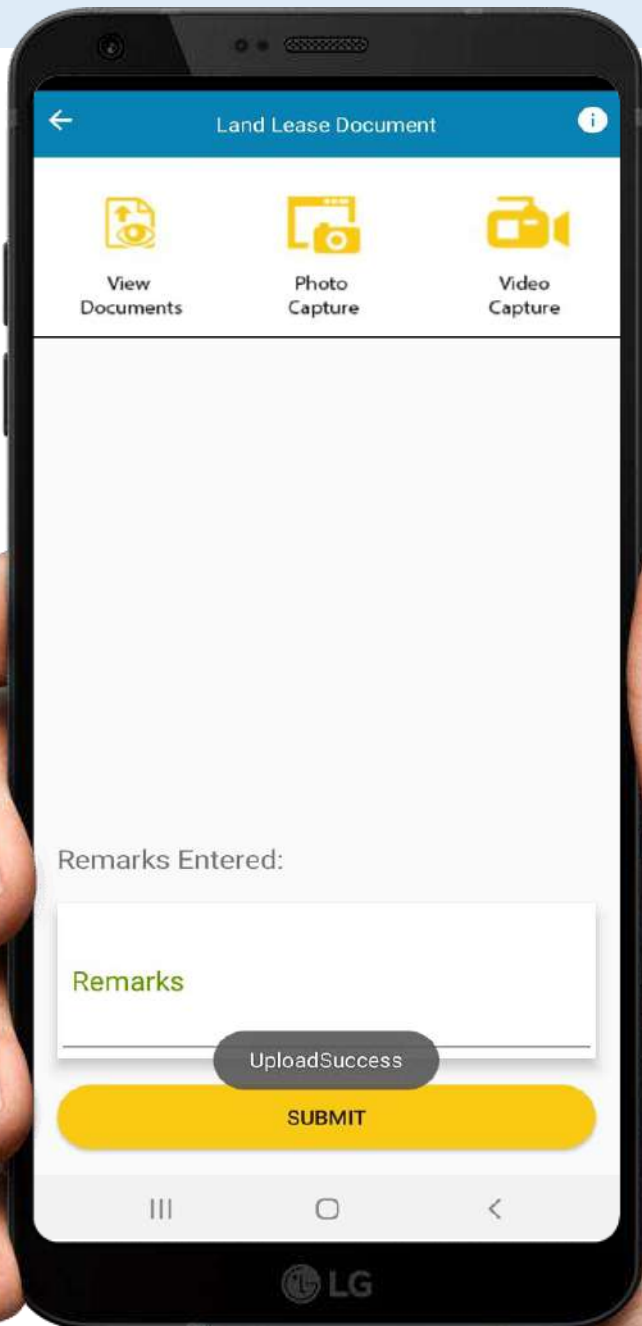 Land Lease Document
View
Documents
Photo
Capture
Video
Capture
Remarks Entered:
Remarks
UploadSuccess
SUBMIT
LG